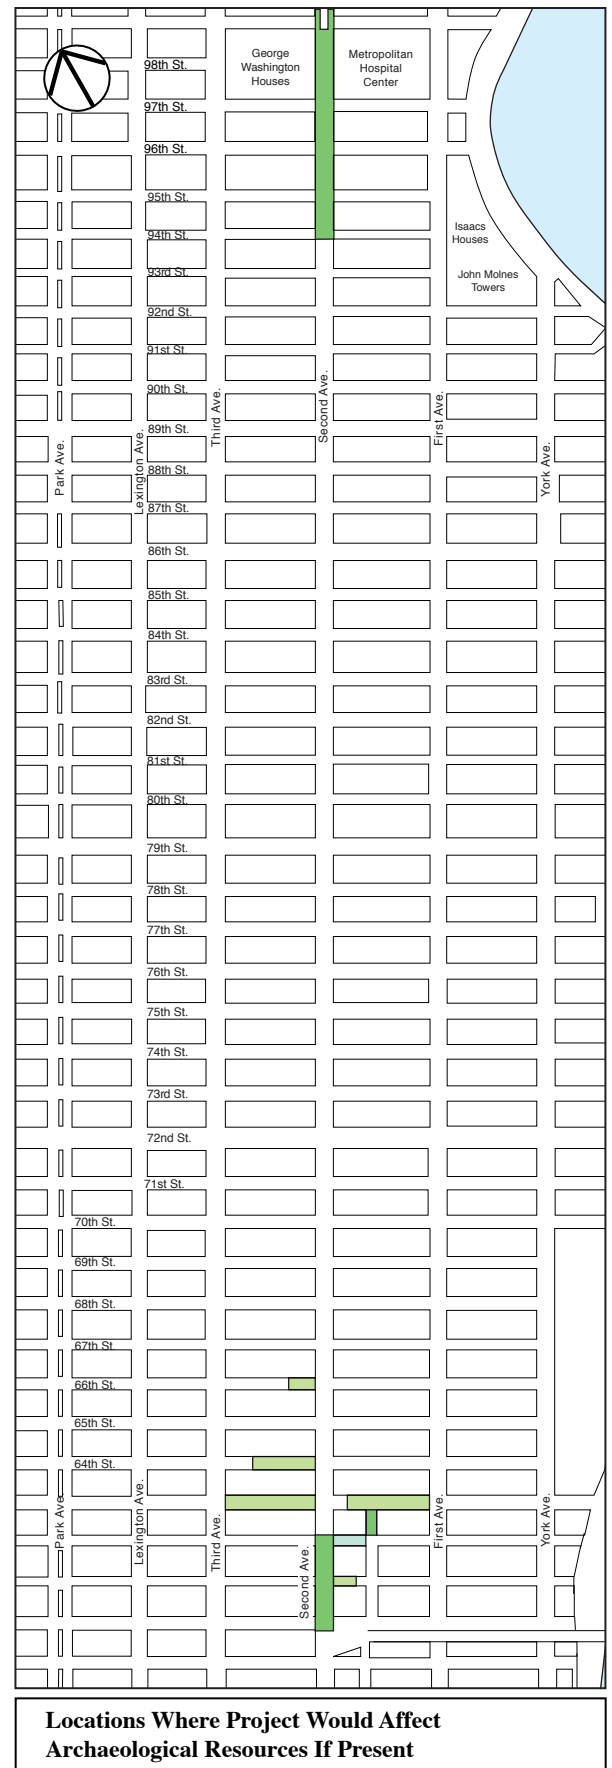 George
Washington
Houses
Metropolitan
Hospital
Center
98th St.
97th St.
96th St.
95th St.
94th St.
Isaacs
Houses
93rd St.
John Molnes
Towers
92nd St.
91st St.
90th St.
Park Ave.
Lexington Ave.
Third Ave.
Second Ave.
First Ave.
York Ave.
89th St.
88th St.
87th St.
86th St.
85th St.
84th St.
83rd St.
82nd St.
81st St.
80th St.
79th St.
78th St.
77th St.
76th St.
75th St.
74th St.
73rd St.
72nd St.
71st St.
70th St.
69th St.
68th St.
67th St.
66th St.
65th St.
64th St.
Park Ave.
Lexington Ave.
Third Ave.
Second Ave.
First Ave.
York Ave.
Locations Where Project Would Affect
Archaeological Resources If Present